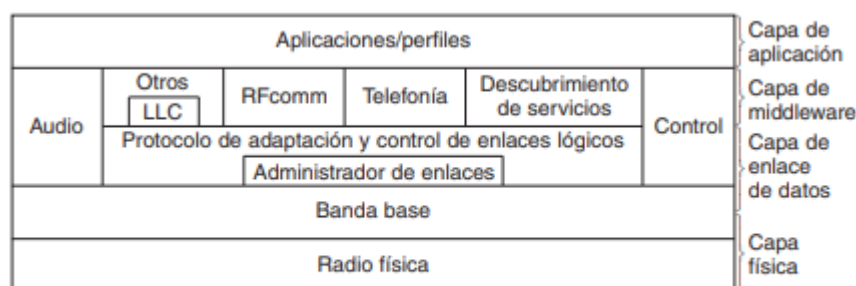 Aplicaciones/perfiles
Capa de
aplicación
Audio
Otros
LLC
RFcomm
Telefonía
Descubrimiento
de servicios
Control
Capa de
middleware
Protocolo de adaptación y control de enlaces lógicos
Administrador de enlaces
Capa de
enlace
de datos
Banda base
Radio física
Capa
física